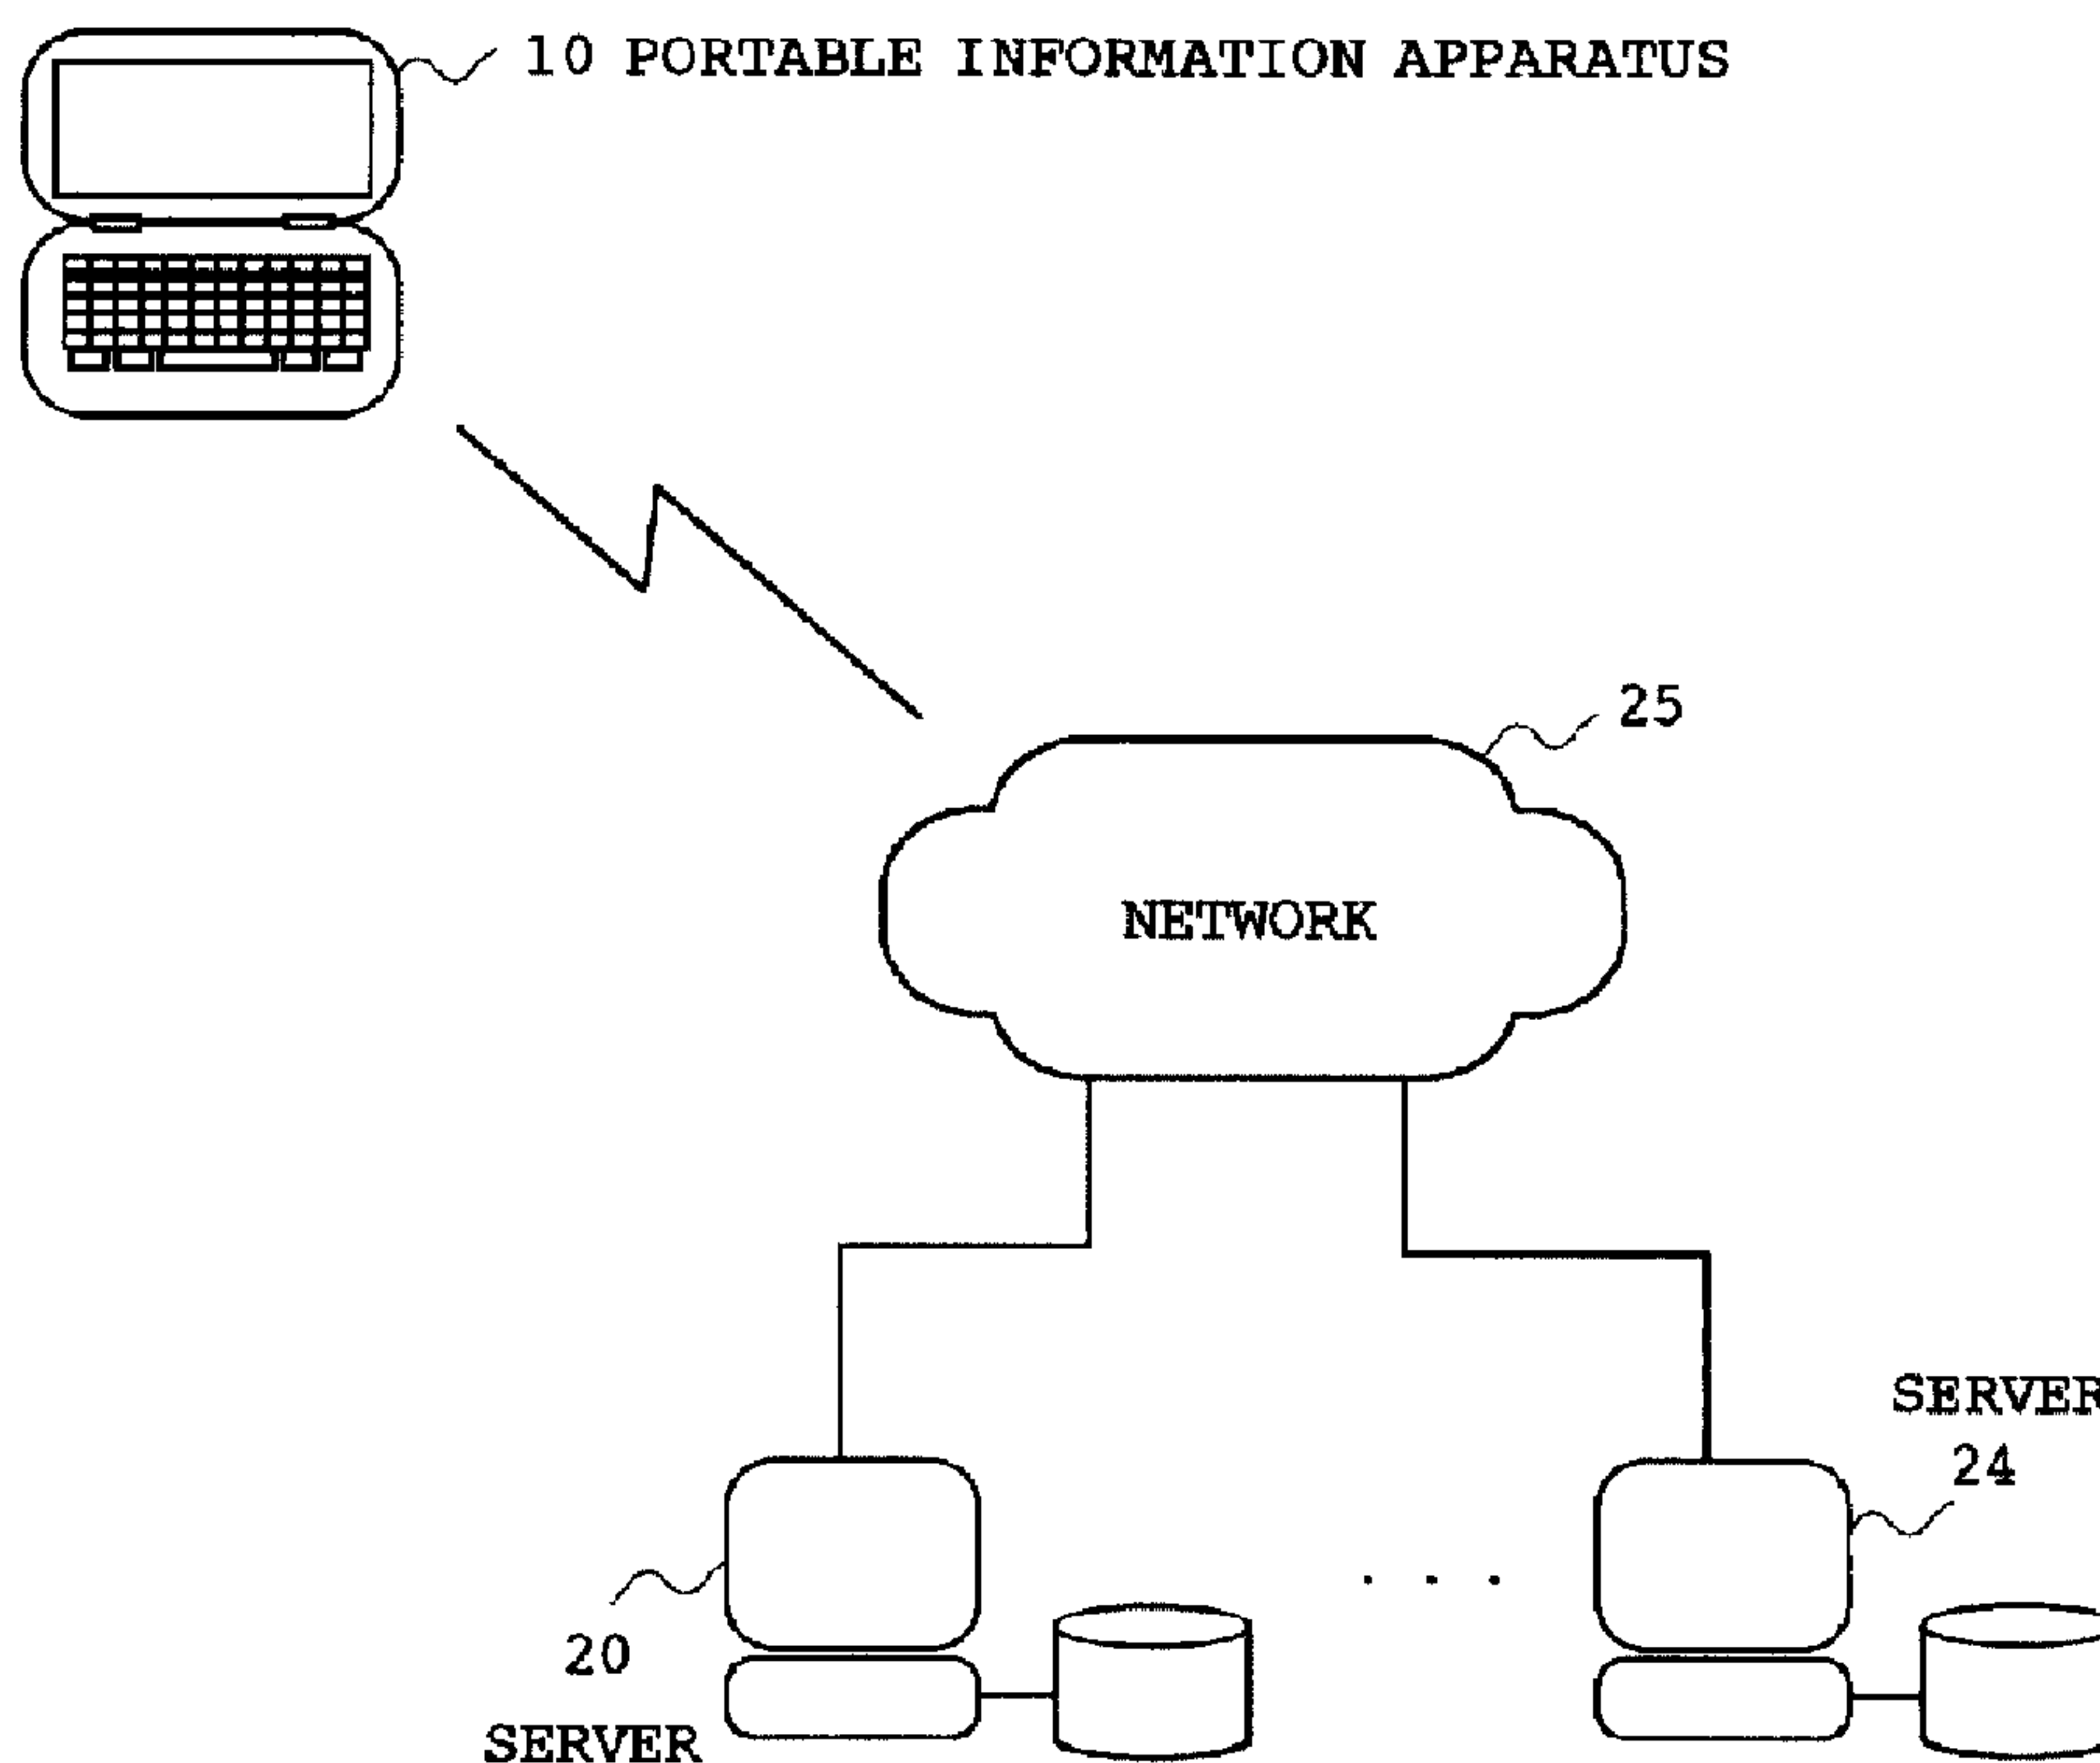 10 PORTABLE INFORMATION APPARATUS
25
NETWORK
SERVER
24
20
SERVER